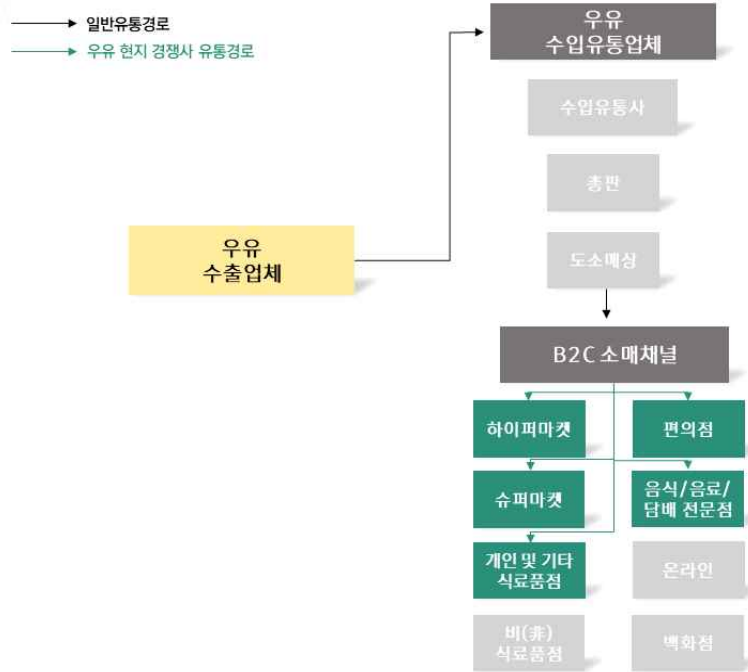 일반유통경로
우유 현지 경쟁사 유통경로
우유
수입유통업체
수입유통사
총판
도소매상
우유
수출업체
B2C 소매채널
하이퍼마켓
편의점
슈퍼마켓
음식/음료/
담배 전문점
개인 및 기타
식료품점
온라인
비(非)
식료품점
백화점